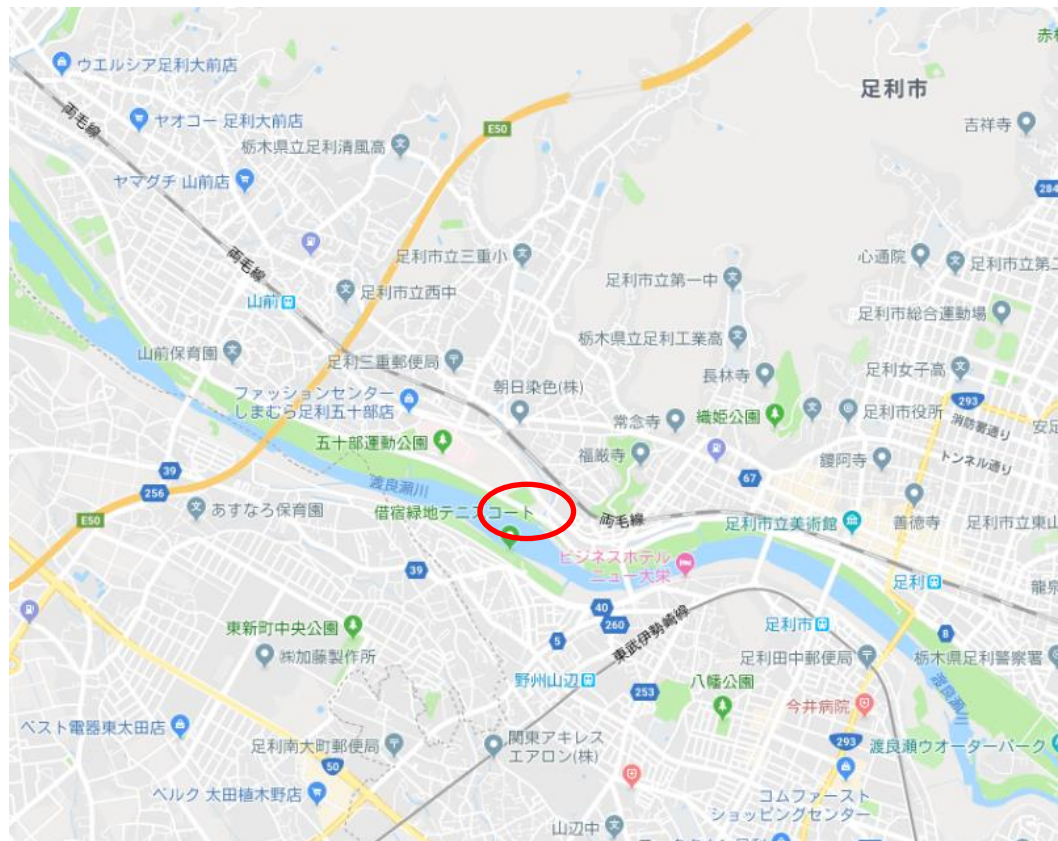 赤
ウエルシア足利大前店
足利市
両毛線
ヤオコー 足利大前店
E50
吉祥寺
栃木県立足利清風高
ヤマグチ 山前店
284
両毛線
足利市立三重小
心通院
足利市立第二
足利市立第一中
足利市立西中
山前
足利市総合運動場
栃木県立足利工業高
山前保育園
足利三重郵便局
足利女子高
長林寺
朝日染色(株)
ファッションセンター
しまむら足利五十部店
293
織姫公園
足利市役所
常念寺
消防署通り
安足
五十部運動公園
福厳寺
鑁阿寺
トンネル通り
39
67
渡良瀬川
256
善徳寺
あすなろ保育園
借宿緑地テニスコート
E50
両毛線
足利市立美術館
足利市立東山
ビジネスホテル
ニュー大栄
39
足利
龍泉
40
260
東新町中央公園
足利市
8
5
東武伊勢崎線
㈱加藤製作所
足利田中郵便局
栃木県足利警察署
野州山辺
八幡公園
253
渡良瀬川
今井病院
ベスト電器東太田店
足利南大町郵便局
関東アキレス
エアロン(株)
293
渡良瀬ウオーターパーク
50
ベルク 太田植木野店
コムファースト
ショッピングセンター
山辺中